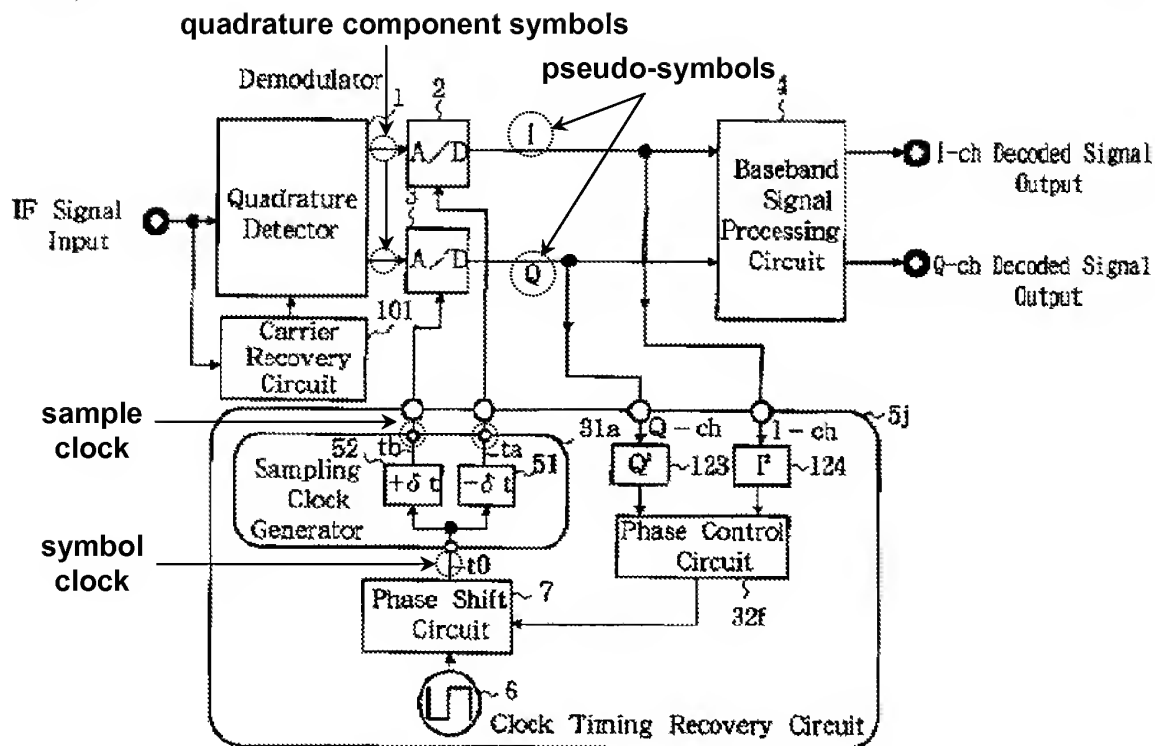 quadrature component symbols
Demodulator
pseudo-symbols
1
2
4
A/D
I
IF Signal
Input
Quadrature
Detector
3
A/D
Q
Baseband
Signal
Processing
Circuit
I-ch Decoded Signal
Output
Q-ch Decoded Signal
Output
101
Carrier
Recovery
Circuit
sample
clock
52
tb
ta
31a
Q-ch
I-ch
5j
Sampling
Clock
Generator
+δt
-δt
51
Q²
123
I²
124
Phase Control
Circuit
32f
symbol
clock
t0
Phase Shift
Circuit
7
6
Clock Timing Recovery Circuit